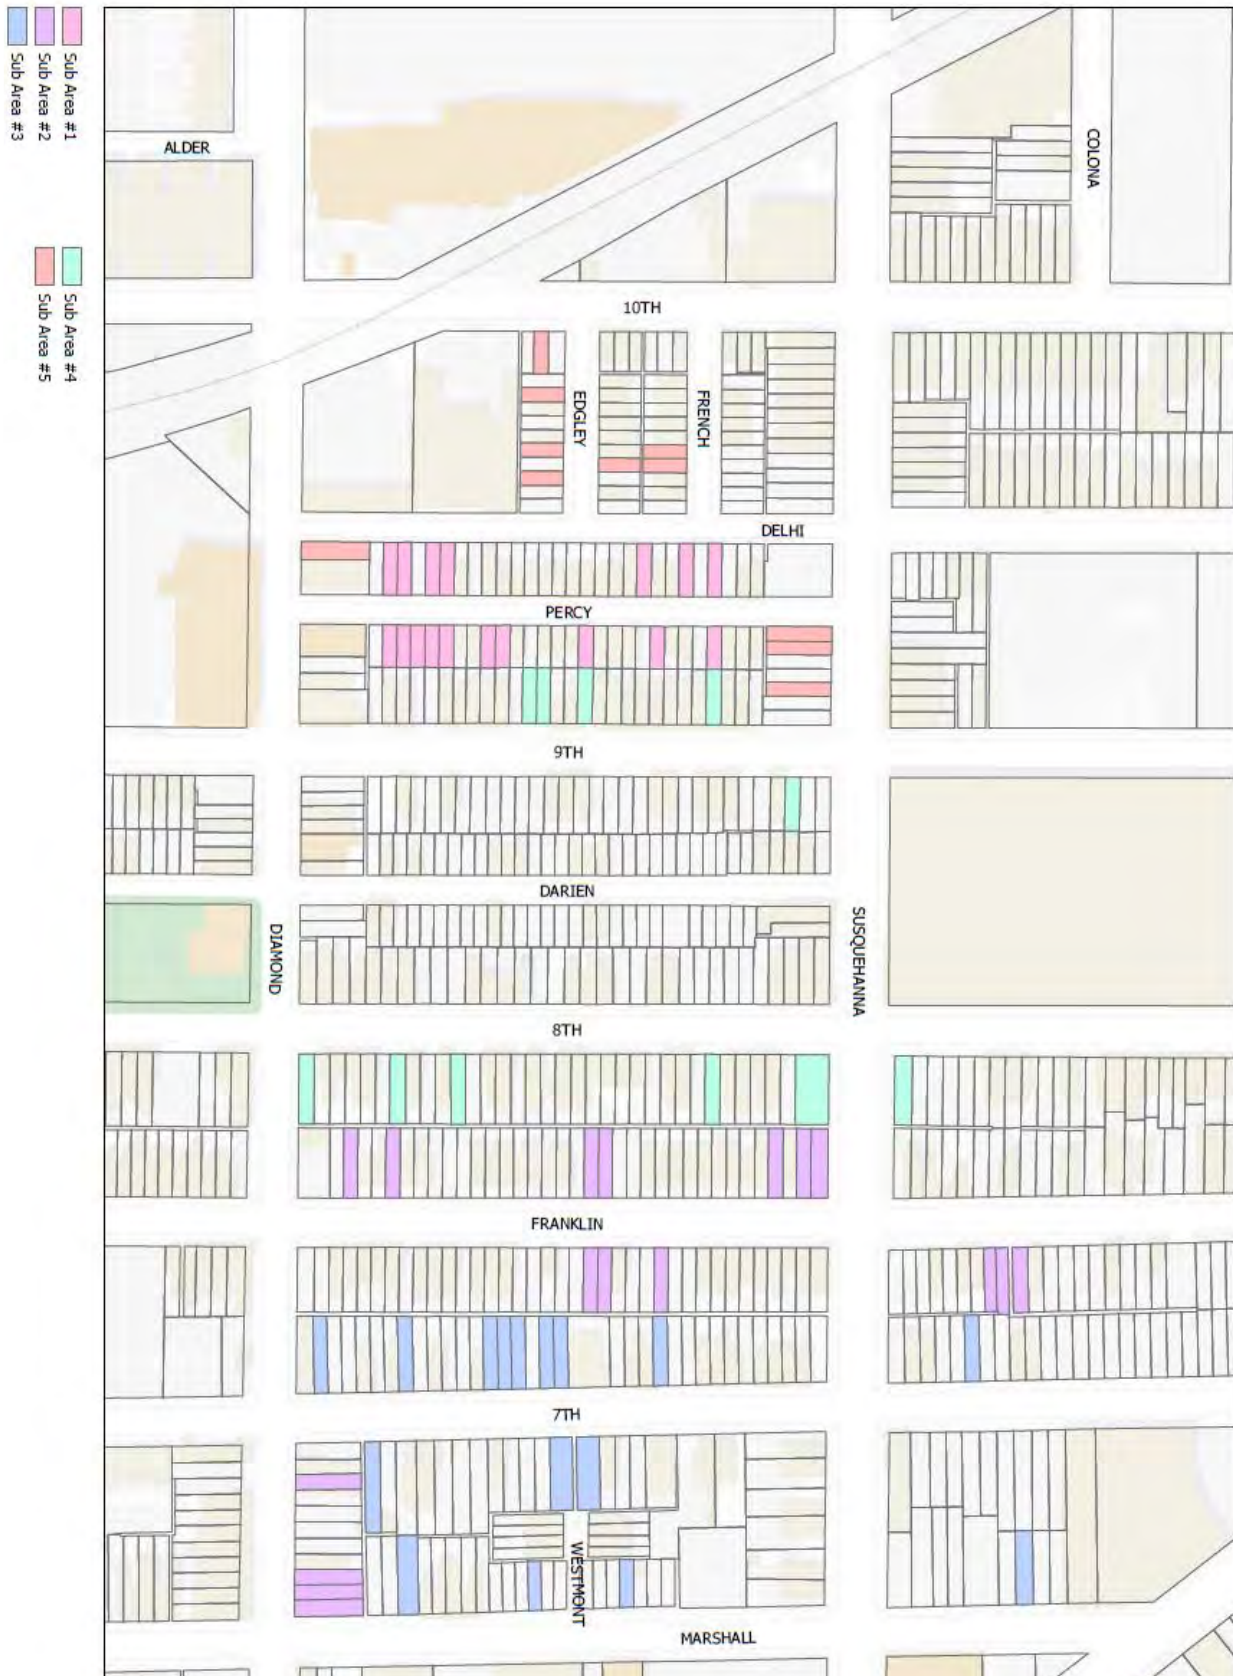 Sub Area #1
Sub Area #2
Sub Area #3
Sub Area #4
Sub Area #5
ALDER
COLONA
10TH
EDGLEY
FRENCH
DELHI
PERCY
9TH
DARIEN
DIAMOND
SUSQUEHANNA
8TH
FRANKLIN
7TH
WESTMONT
MARSHALL